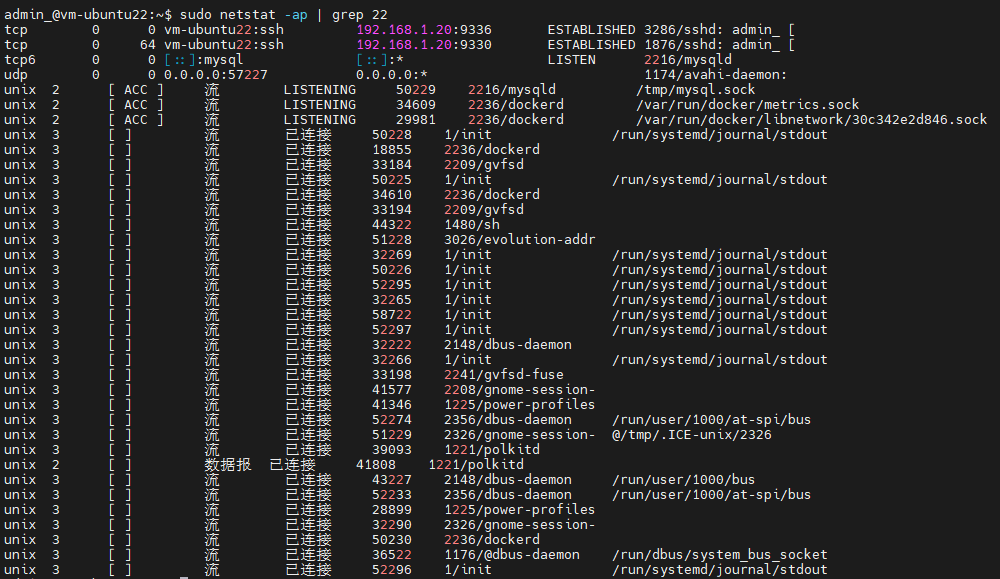 admin_@vm-ubuntu22:~$ sudo netstat -ap | grep 22
tcp 0 0 vm-ubuntu22:ssh 192.168.1.20:9336 ESTABLISHED 3286/sshd: admin_ [
tcp 0 64 vm-ubuntu22:ssh 192.168.1.20:9330 ESTABLISHED 1876/sshd: admin_ [
tcp6 0 0 [::]:mysql [::]:* LISTEN 2216/mysqld
udp 0 0 0.0.0.0:57227 0.0.0.0:* 1174/avahi-daemon:
unix 2 [ ACC ] 流 LISTENING 50229 2216/mysqld /tmp/mysql.sock
unix 2 [ ACC ] 流 LISTENING 34609 2236/dockerd /var/run/docker/metrics.sock
unix 2 [ ACC ] 流 LISTENING 29981 2236/dockerd /var/run/docker/libnetwork/30c342e2d846.sock
unix 3 [ ] 流 已连接 50228 1/init /run/systemd/journal/stdout
unix 3 [ ] 流 已连接 18855 2236/dockerd
unix 3 [ ] 流 已连接 33184 2209/gvfsd
unix 3 [ ] 流 已连接 50225 1/init /run/systemd/journal/stdout
unix 3 [ ] 流 已连接 34610 2236/dockerd
unix 3 [ ] 流 已连接 33194 2209/gvfsd
unix 3 [ ] 流 已连接 44322 1480/sh
unix 3 [ ] 流 已连接 51228 3026/evolution-addr
unix 3 [ ] 流 已连接 32269 1/init /run/systemd/journal/stdout
unix 3 [ ] 流 已连接 50226 1/init /run/systemd/journal/stdout
unix 3 [ ] 流 已连接 52295 1/init /run/systemd/journal/stdout
unix 3 [ ] 流 已连接 32265 1/init /run/systemd/journal/stdout
unix 3 [ ] 流 已连接 58722 1/init /run/systemd/journal/stdout
unix 3 [ ] 流 已连接 52297 1/init /run/systemd/journal/stdout
unix 3 [ ] 流 已连接 32222 2148/dbus-daemon
unix 3 [ ] 流 已连接 32266 1/init /run/systemd/journal/stdout
unix 3 [ ] 流 已连接 33198 2241/gvfsd-fuse
unix 3 [ ] 流 已连接 41577 2208/gnome-session-
unix 3 [ ] 流 已连接 41346 1225/power-profiles
unix 3 [ ] 流 已连接 52274 2356/dbus-daemon /run/user/1000/at-spi/bus
unix 3 [ ] 流 已连接 51229 2326/gnome-session- @/tmp/.ICE-unix/2326
unix 3 [ ] 流 已连接 39093 1221/polkitd
unix 2 [ ] 数据报 已连接 41808 1221/polkitd
unix 3 [ ] 流 已连接 43227 2148/dbus-daemon /run/user/1000/bus
unix 3 [ ] 流 已连接 52233 2356/dbus-daemon /run/user/1000/at-spi/bus
unix 3 [ ] 流 已连接 28899 1225/power-profiles
unix 3 [ ] 流 已连接 32290 2326/gnome-session-
unix 3 [ ] 流 已连接 50230 2236/dockerd
unix 3 [ ] 流 已连接 36522 1176/@dbus-daemon /run/dbus/system_bus_socket
unix 3 [ ] 流 已连接 52296 1/init /run/systemd/journal/stdout